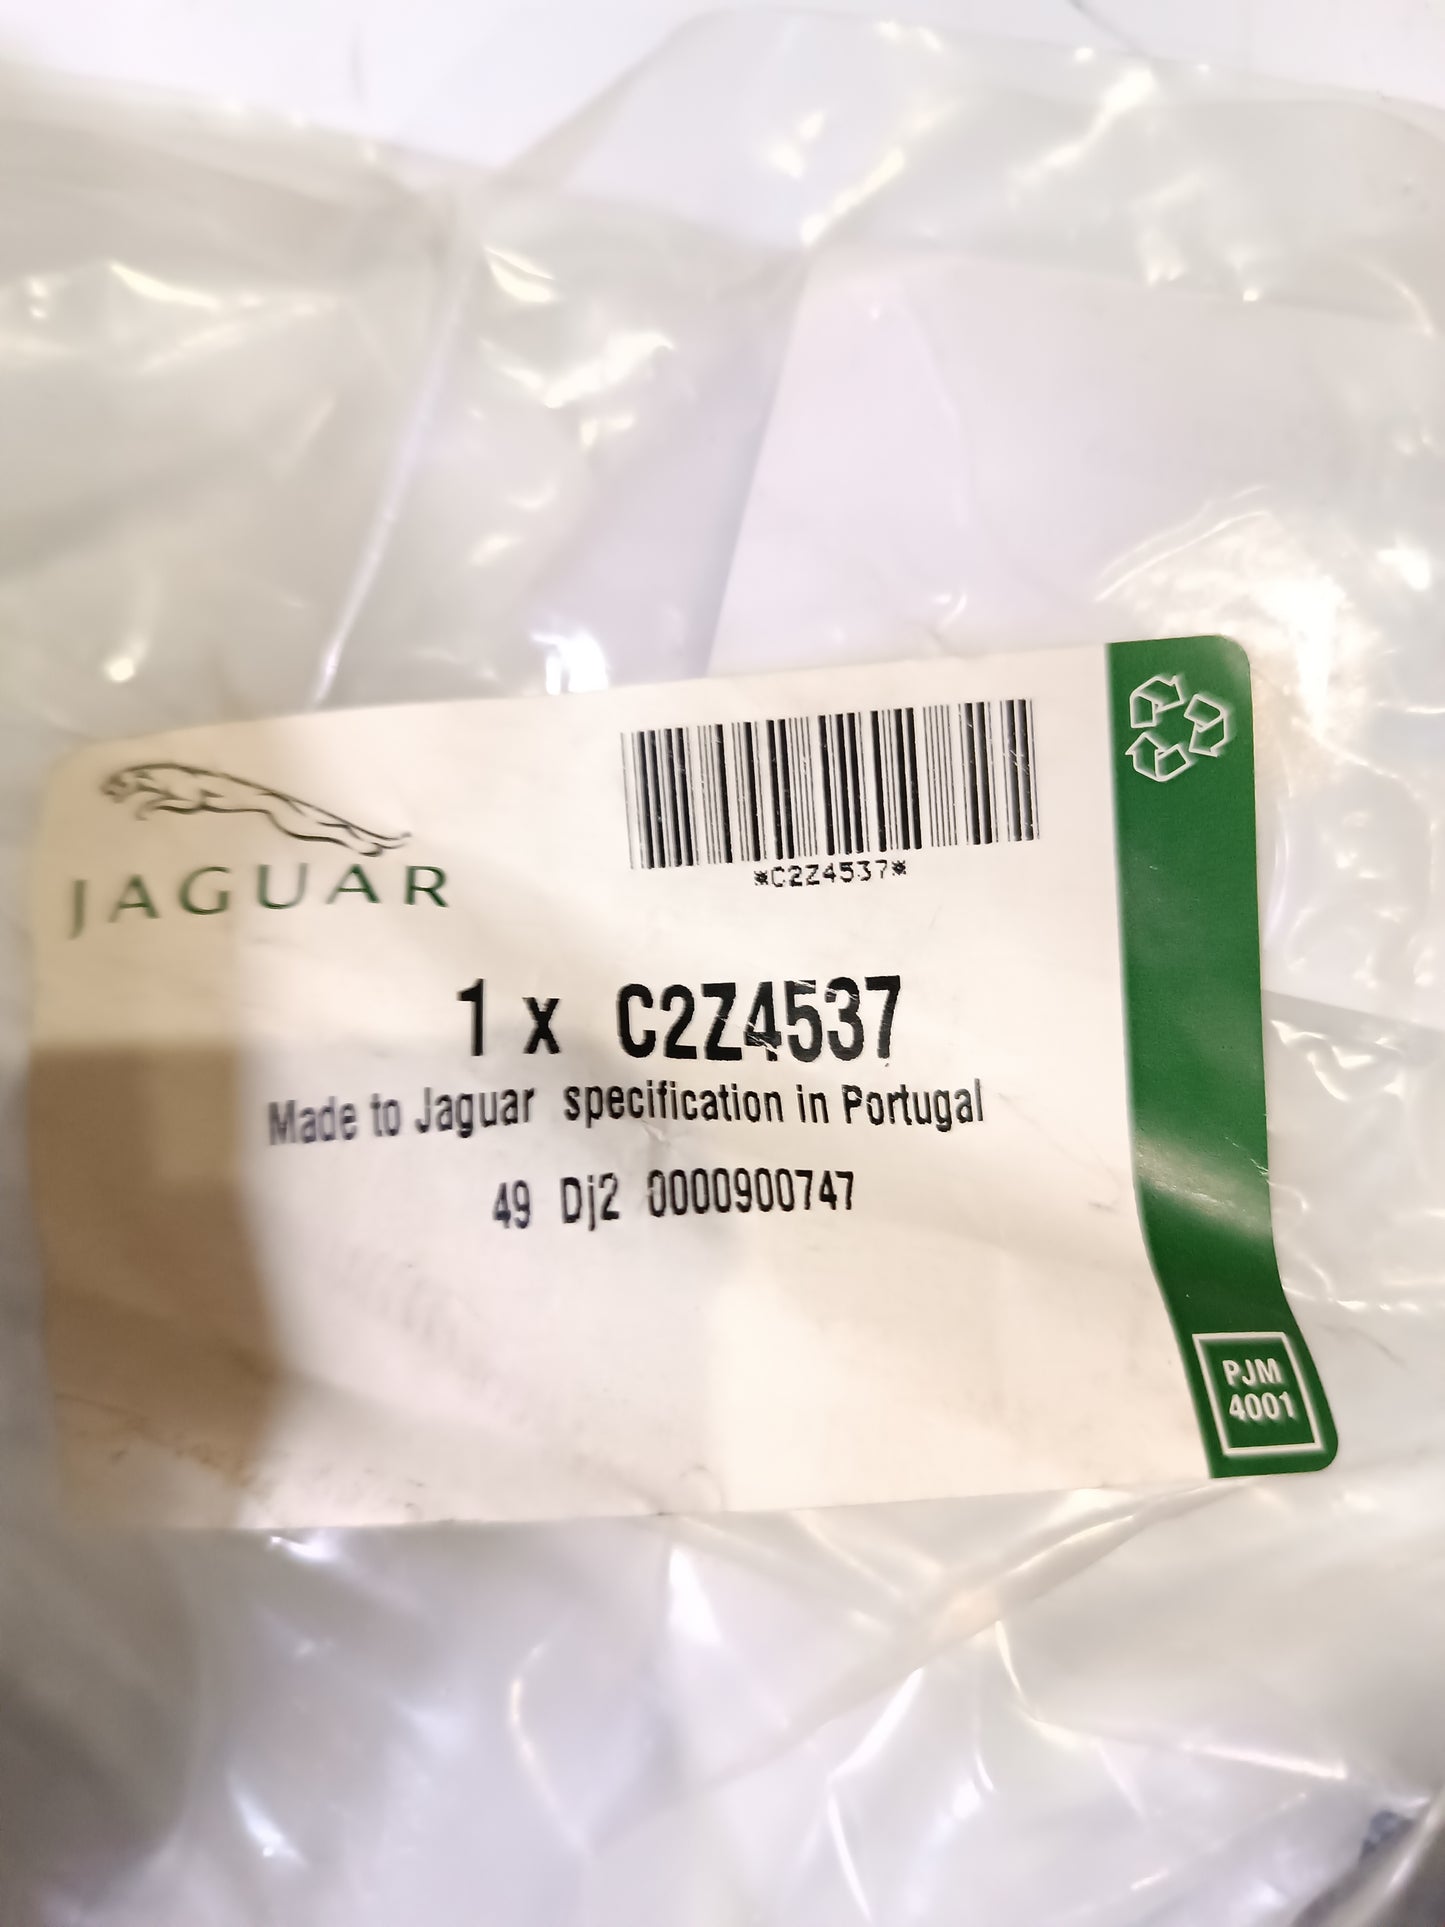 JAGUAR
*C2Z4537*
1 x C2Z4537
Made to Jaguar specification in Portugal
49 Dj2 0000900747
PJM
4001